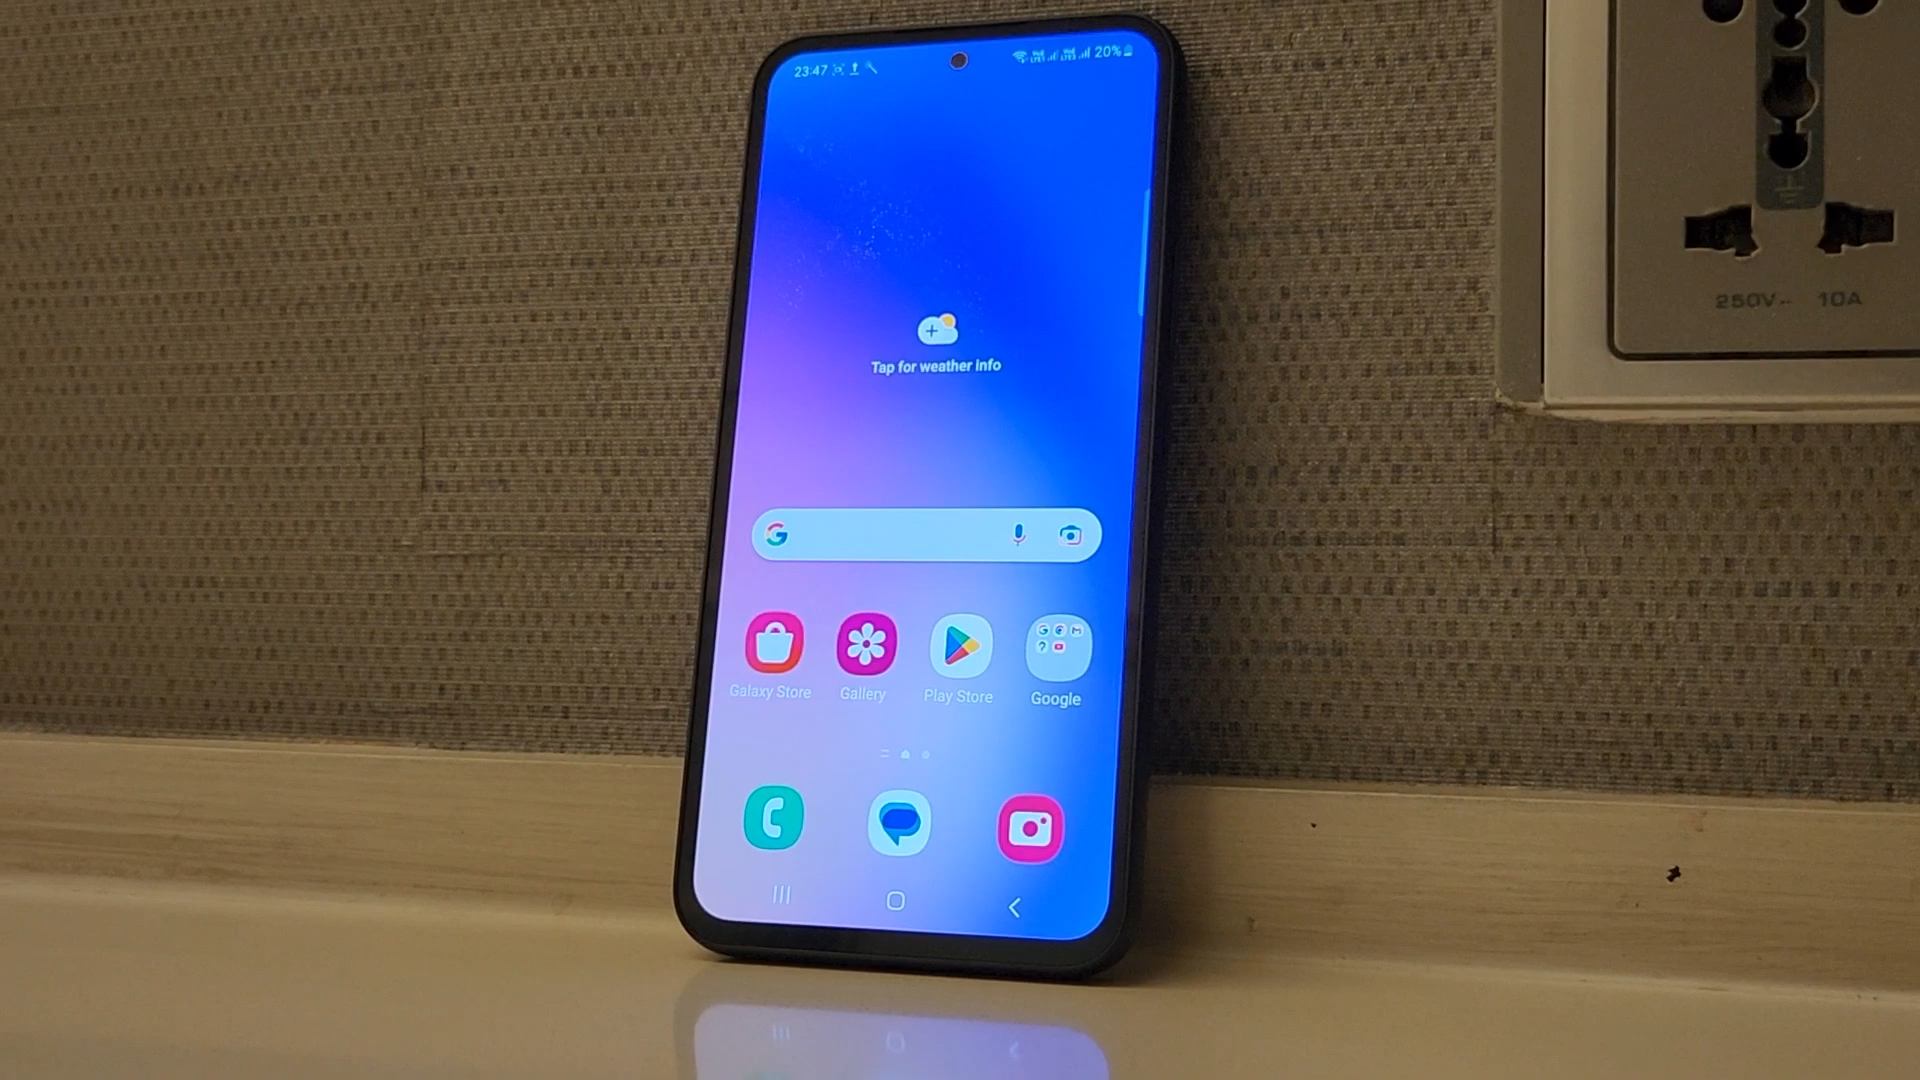 23:47
20%
Tap for weather info
Galaxy Store
Gallery
Play Store
Google
250V~ 10A